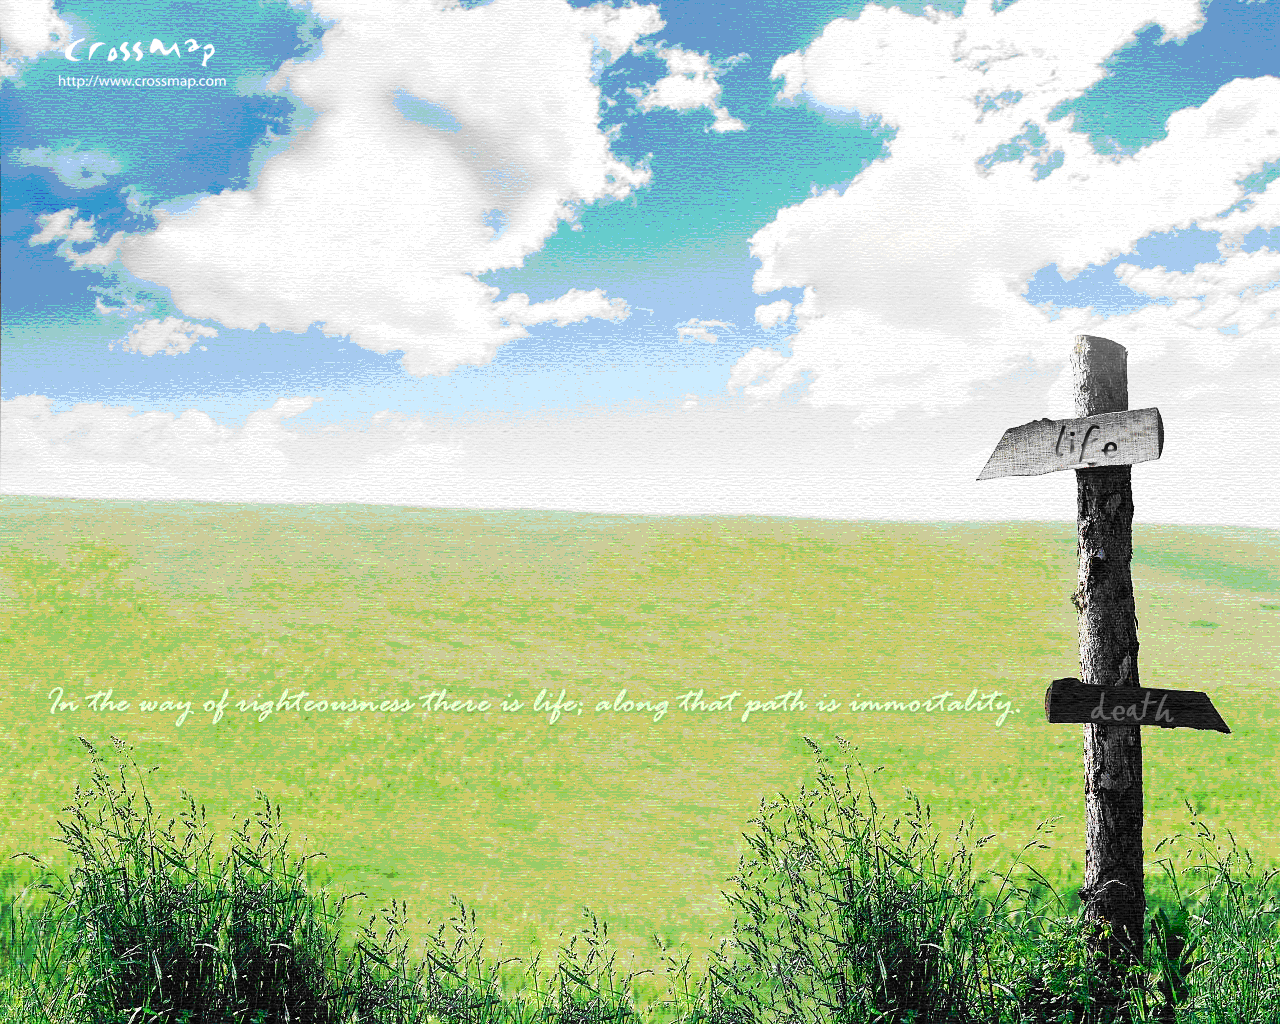 crossmap
http://www.crossmap.com
life
In the way of righteousness there is life; along that path is immortality.
death